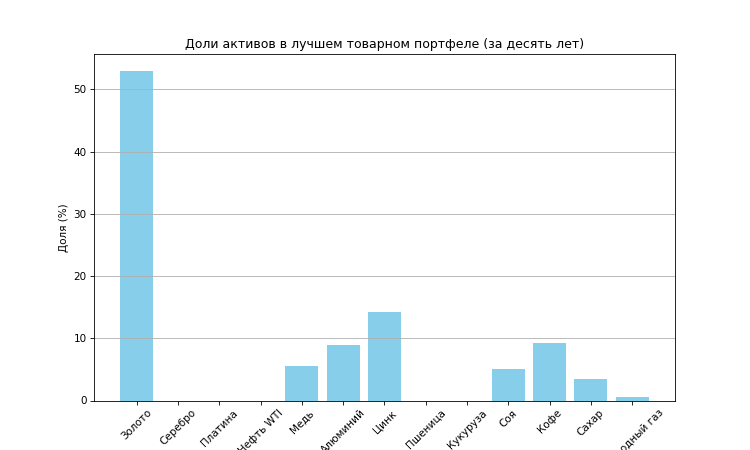 Доли активов в лучшем товарном портфеле (за десять лет)
Доля (%)
50
40
30
20
10
0
Золото
Серебро
Платина
Нефть WTI
Медь
Алюминий
Цинк
Пшеница
Кукуруза
Соя
Кофе
Сахар
газ